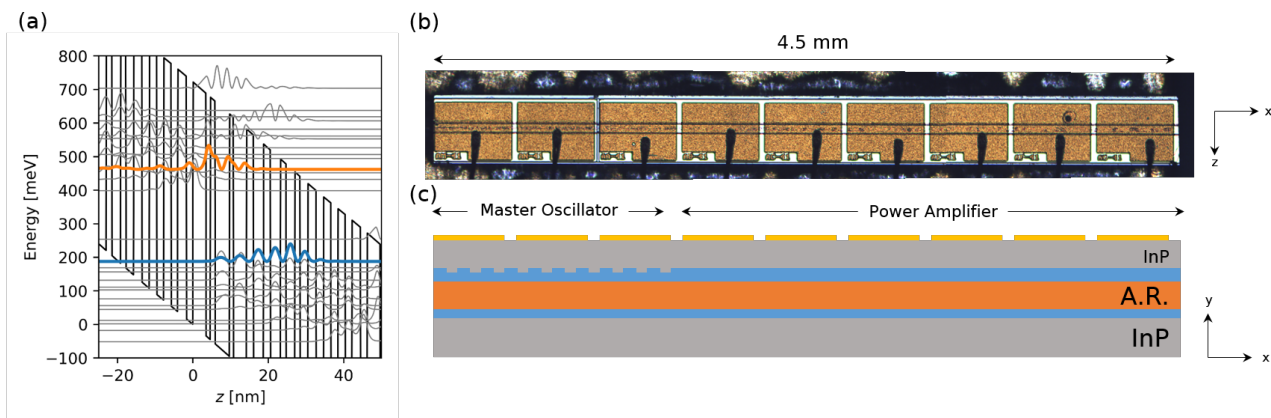 (a)
800
700
600
500
400
300
200
100
0
−100
Energy [meV]
−20
0
20
40
z [nm]
(b)
4.5 mm
x
z
(c)
Master Oscillator
Power Amplifier
InP
A.R.
InP
y
x